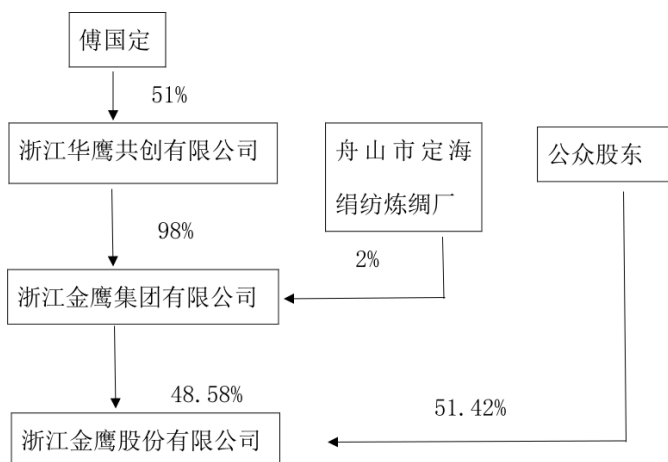 傅国定
51%
浙江华鹰共创有限公司
舟山市定海
绢纺炼绸厂
公众股东
98%
2%
浙江金鹰集团有限公司
48.58%
51.42%
浙江金鹰股份有限公司